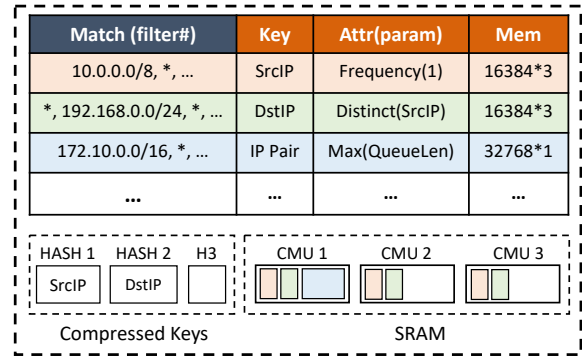 Match (filter#) Key Attr(param) Mem
10.0.0.0/8, *, ... SrcIP Frequency(1) 16384*3
*, 192.168.0.0/24, *, ... DstIP Distinct(SrcIP) 16384*3
172.10.0.0/16, *, ... IP Pair Max(QueueLen) 32768*1
... ... ... ...
HASH 1 HASH 2 H3 CMU 1 CMU 2 CMU 3
SrcIP DstIP
Compressed Keys SRAM